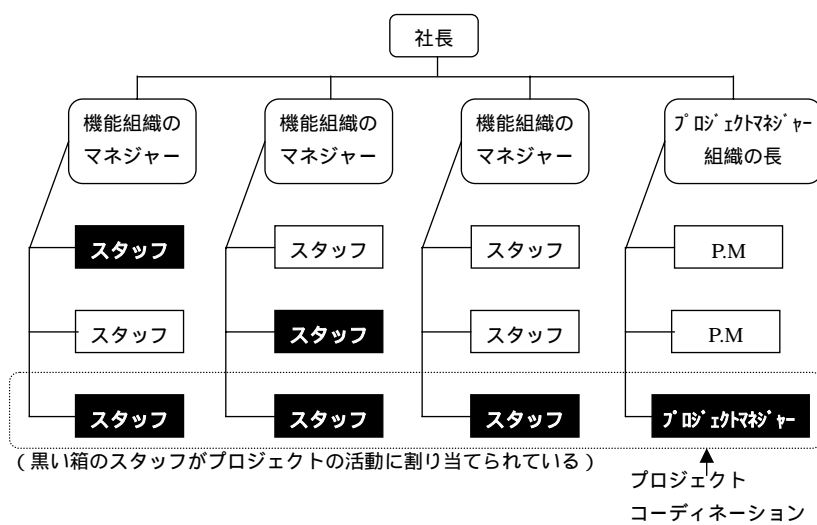 社長
機能組織の
マネジャー
機能組織の
マネジャー
機能組織の
マネジャー
ﾌﾟﾛｼﾞｪｸﾄﾏﾈｼﾞｬｰ
組織の長
スタッフ
スタッフ
スタッフ
P.M
スタッフ
スタッフ
スタッフ
P.M
スタッフ
スタッフ
スタッフ
ﾌﾟﾛｼﾞｪｸﾄﾏﾈｼﾞｬｰ
(黒い箱のスタッフがプロジェクトの活動に割り当てられている)
プロジェクト
コーディネーション